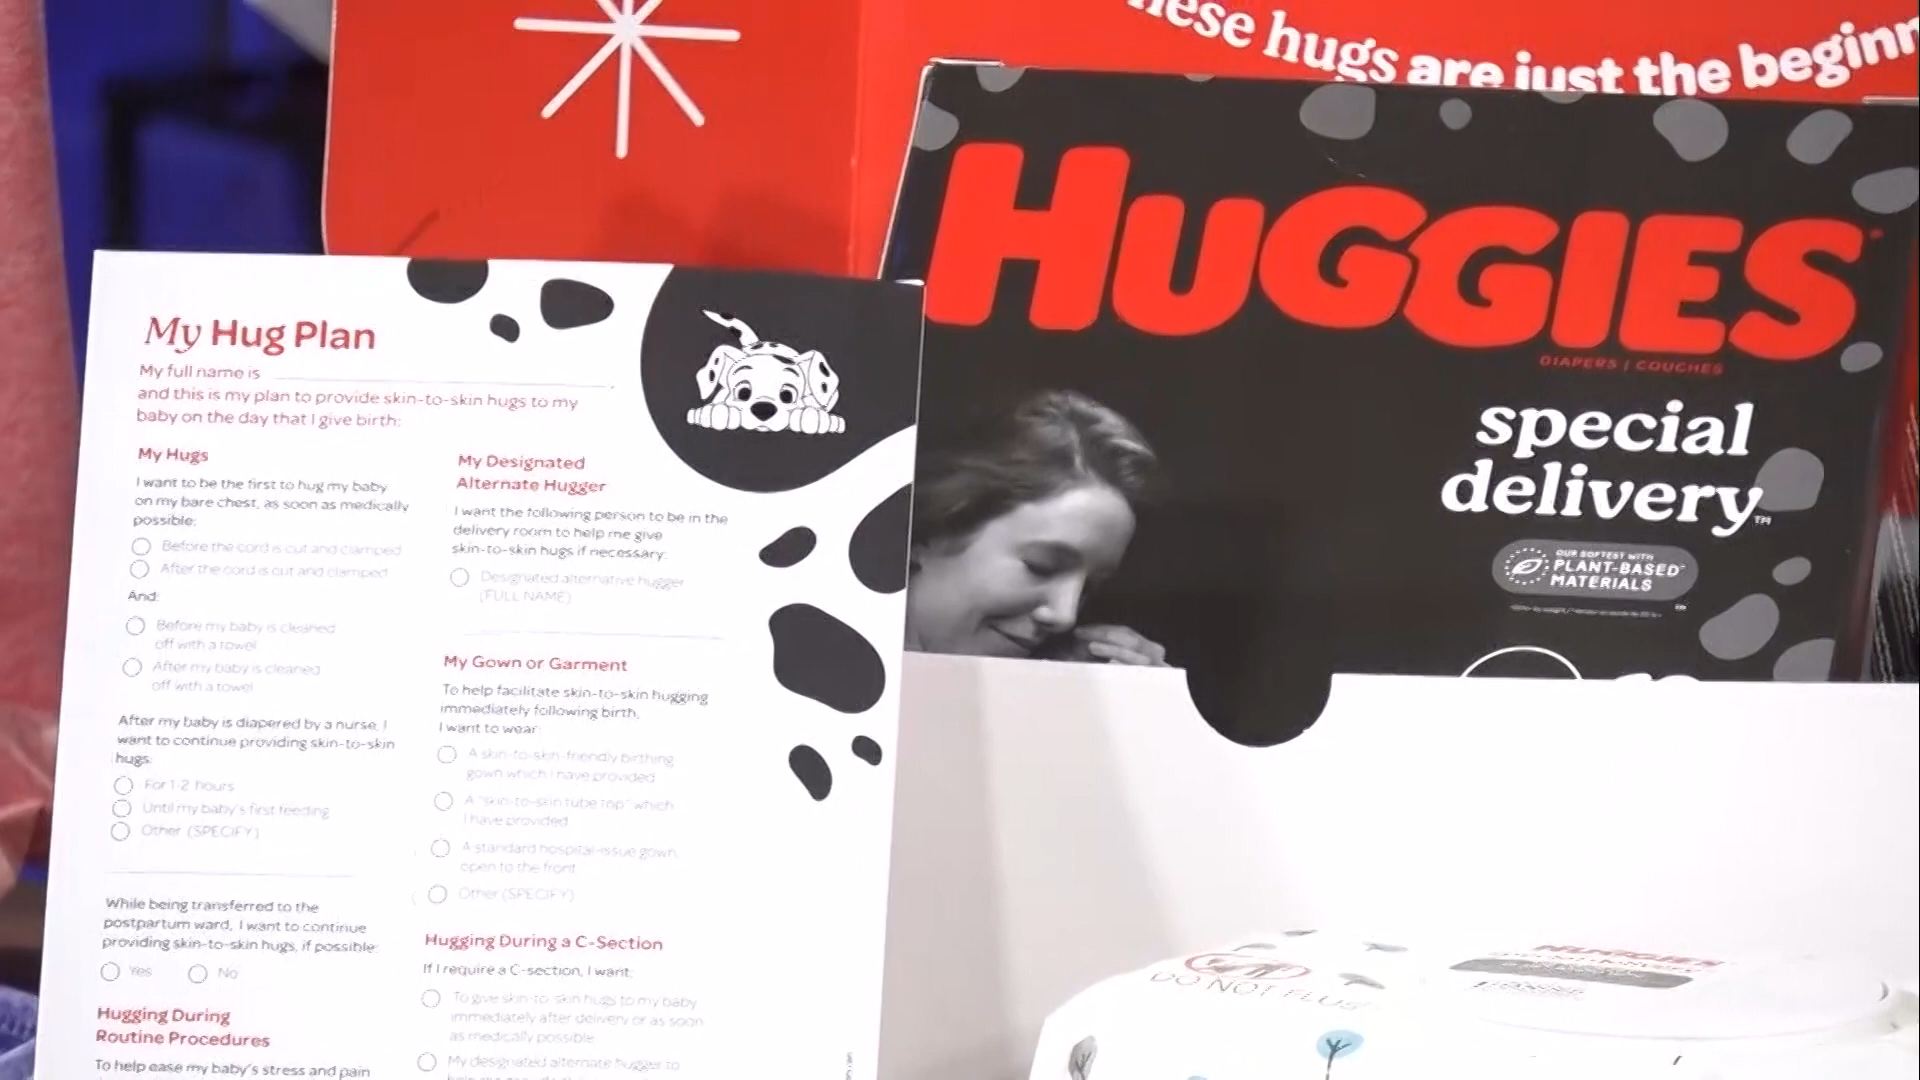 hese hugs are just the beginn
HUGGIES
DIAPERS | COUCHES
special
delivery™
OUR SOFTEST WITH
PLANT-BASED
MATERIALS
My Hug Plan
My full name is
and this is my plan to provide skin-to-skin hugs to my
baby on the day that I give birth:
My Hugs
I want to be the first to hug my baby
on my bare chest, as soon as medically
possible:
Before the cord is cut and clamped
After the cord is cut and clamped
And:
Before my baby is cleaned
off with a towel
After my baby is cleaned
off with a towel
After my baby is diapered by a nurse, I
want to continue providing skin-to-skin
hugs:
For 1-2 hours
Until my baby's first feeding
Other (SPECIFY)
While being transferred to the
postpartum ward, I want to continue
providing skin-to-skin hugs, if possible:
Yes No
Hugging During
Routine Procedures
To help ease my baby's stress and pain
My Designated
Alternate Hugger
I want the following person to be in the
delivery room to help me give
skin-to-skin hugs if necessary:
Designated alternative hugger
(FULL NAME)
My Gown or Garment
To help facilitate skin-to-skin hugging
immediately following birth,
I want to wear:
A skin-to-skin-friendly birthing
gown which I have provided
A "skin-to-skin tube top" which
I have provided
A standard hospital-issue gown,
open to the front
Other (SPECIFY)
Hugging During a C-Section
If I require a C-section, I want:
To give skin-to-skin hugs to my baby
immediately after delivery or as soon
as medically possible
My designated alternate hugger to
DO NOT FLUS
HUGGIES